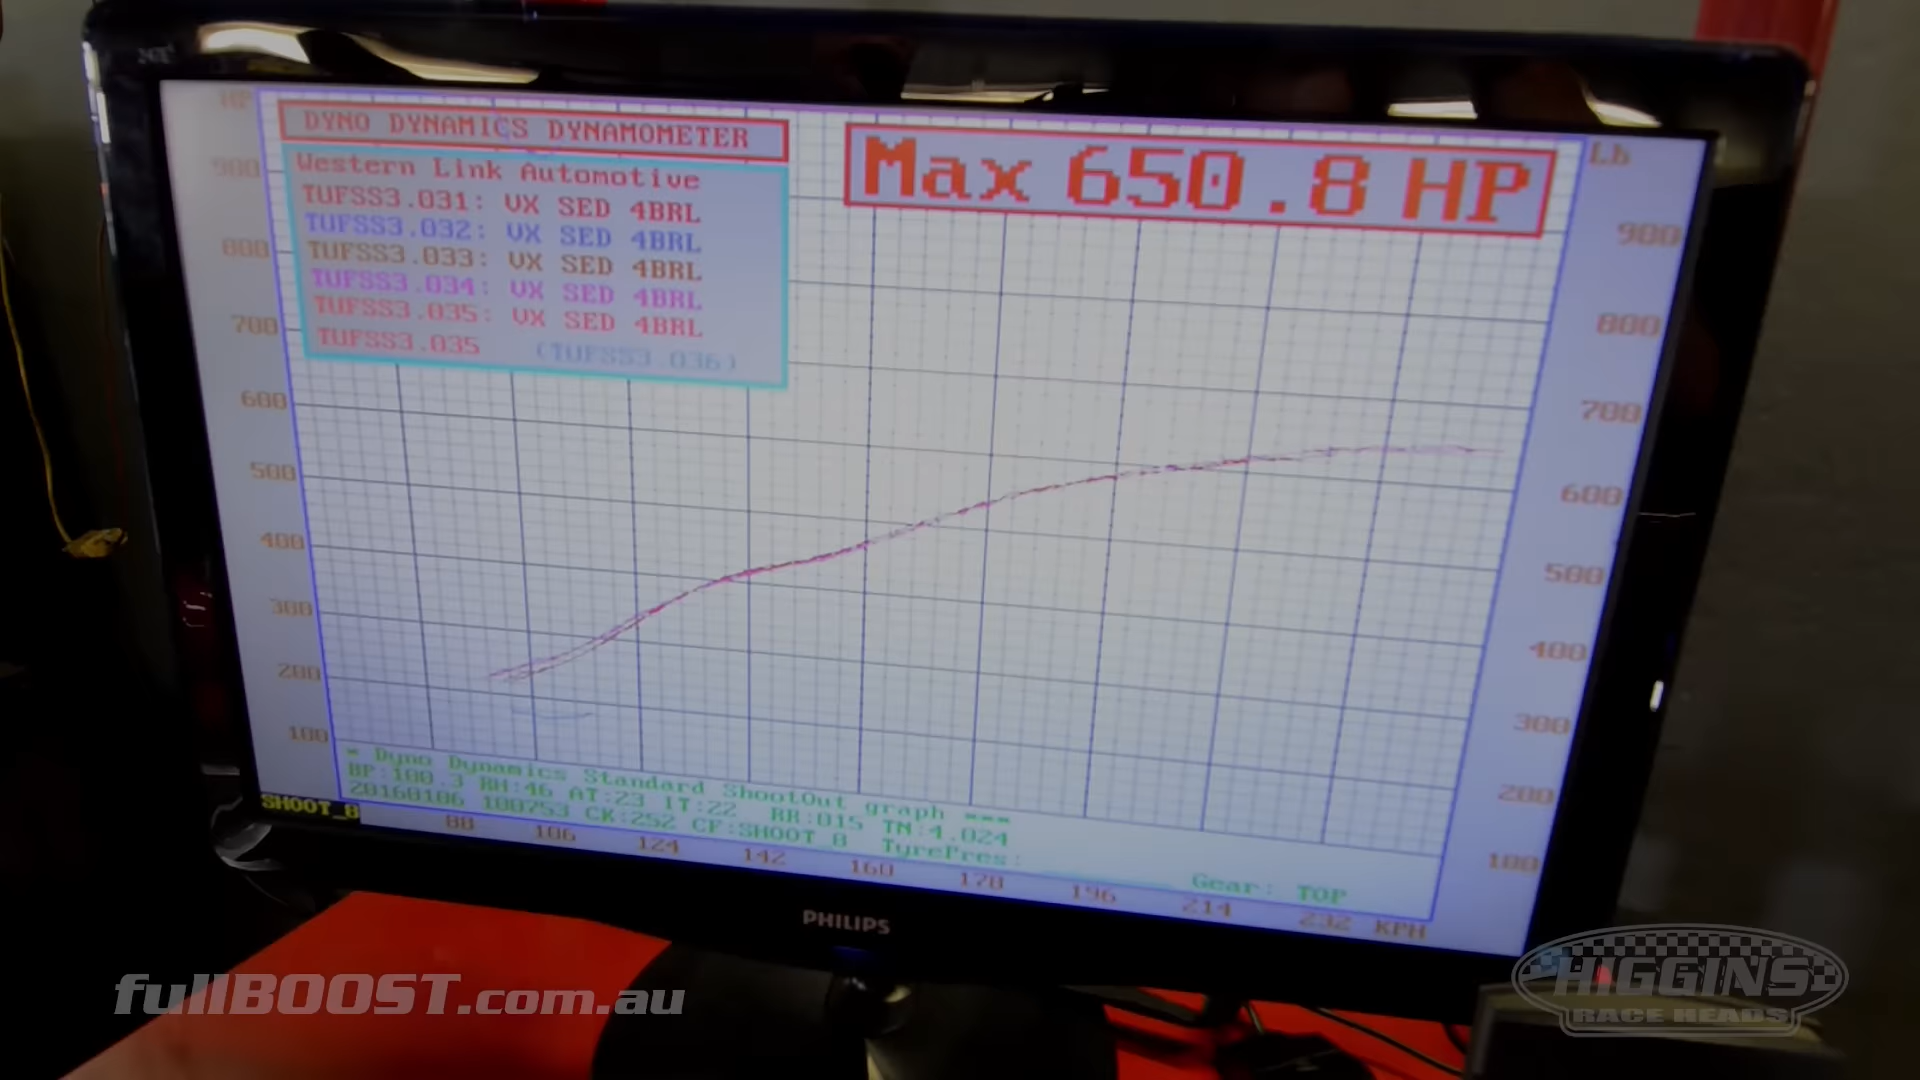 HP
DYNO DYNAMICS DYNAMOMETER
Western Link Automotive
TUFSS3.031: VX SED 4BRL
TUFSS3.032: VX SED 4BRL
TUFSS3.033: VX SED 4BRL
TUFSS3.034: VX SED 4BRL
TUFSS3.035: VX SED 4BRL
TUFSS3.035 (TUFSS3.036)
Max 650.8 HP
Lb
900
800
700
600
500
400
300
200
100
900
800
700
600
500
400
300
200
100
* Dyno Dynamics Standard ShootOut graph ***
BP:100.3 RH:46 AT:23 IT:22 RR:015 TN:4.024
20160106 100753 CK:252 CF:SHOOT_8 TyrePres:
Gear: TOP
SHOOT_8
88 106 124 142 160 178 196 214 232 KPH
PHILIPS
fullBOOST.com.au
HIGGINS
RACE HEADS